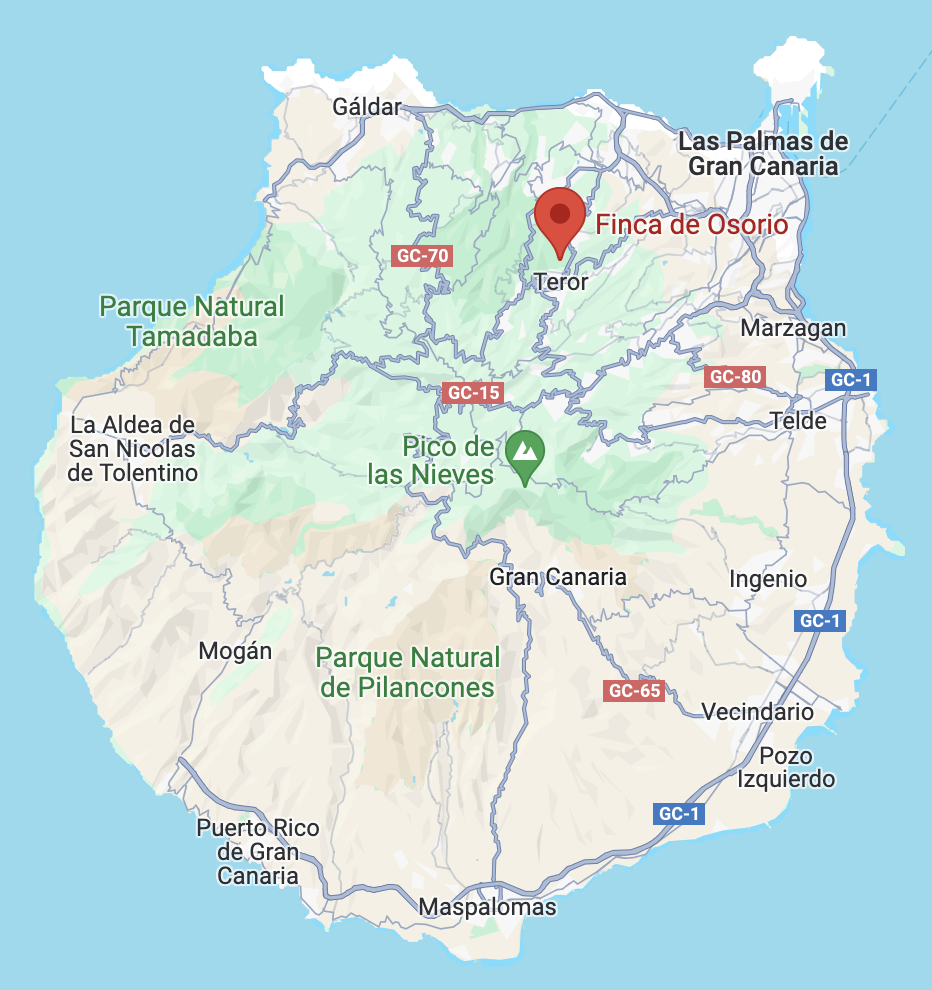 Gáldar
Las Palmas de
Gran Canaria
Finca de Osorio
GC-70
Teror
Parque Natural
Tamadaba
Marzagan
GC-80
GC-1
GC-15
La Aldea de
San Nicolas
de Tolentino
Telde
Pico de
las Nieves
Gran Canaria
Ingenio
GC-1
Mogán
Parque Natural
de Pilancones
GC-65
Vecindario
Pozo
Izquierdo
GC-1
Puerto Rico
de Gran
Canaria
Maspalomas